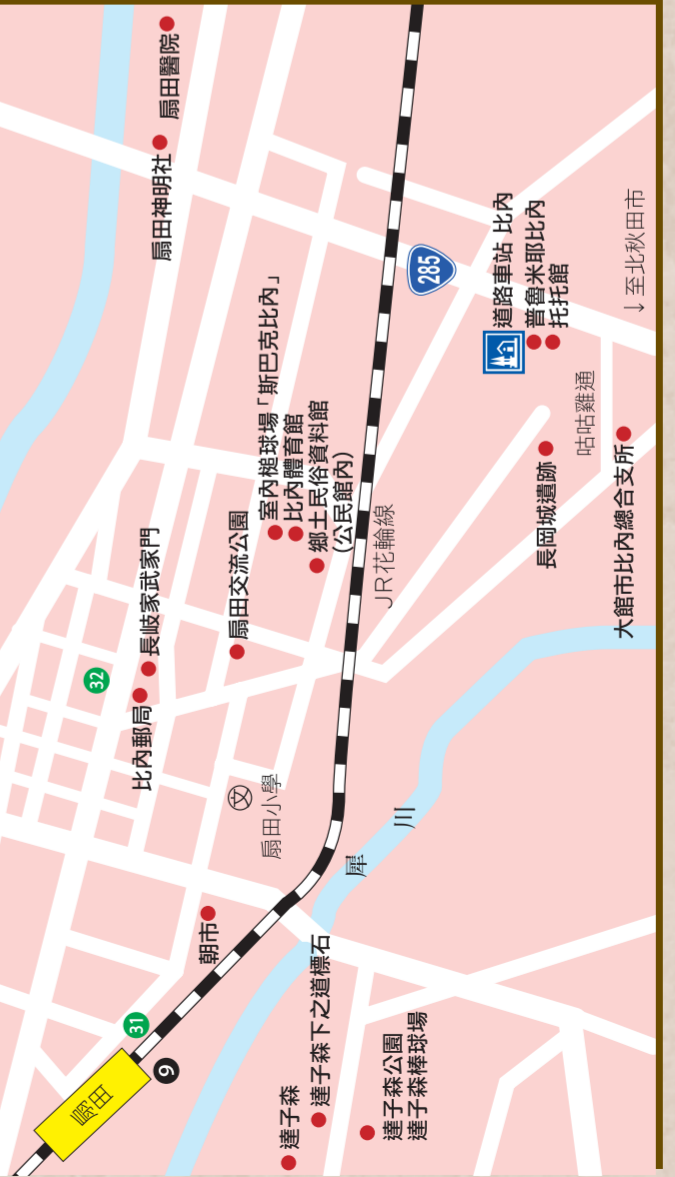 扇田
32
31
比內郵局
長岐家武家門
扇田神明社
扇田醫院
9
朝市
扇田交流公園
文
扇田小學
室內槌球場「斯巴克比內」
比內體育館
鄉土民俗資料館
(公民館內)
達子森
達子森下之道標石
犀川
JR花輪線
達子森公園
達子森棒球場
285
道路車站 比內
普魯米耶比內
托托館
長岡城遺跡
咕咕雞通
大館市比內總合支所
←至北秋田市